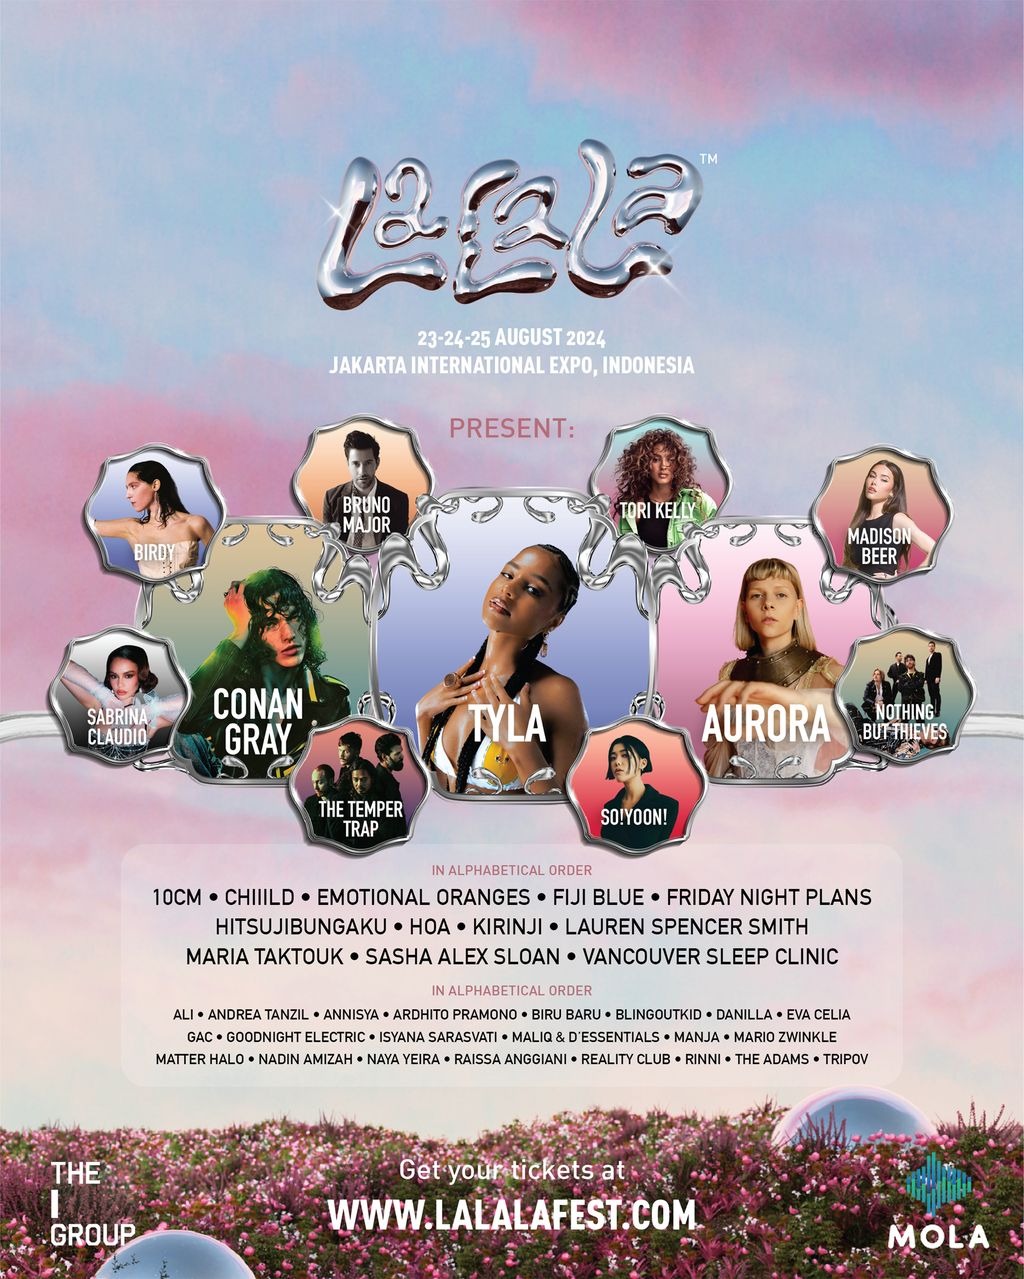 La La La™
23-24-25 AUGUST 2024
JAKARTA INTERNATIONAL EXPO, INDONESIA
PRESENT:
BIRDY
BRUNO
MAJOR
TORI KELLY
MADISON
BEER
SABRINA
CLAUDIO
CONAN
GRAY
TYLA
AURORA
NOTHING
BUT THIEVES
THE TEMPER
TRAP
SO!YOON!
IN ALPHABETICAL ORDER
10CM • CHIIILD • EMOTIONAL ORANGES • FIJI BLUE • FRIDAY NIGHT PLANS
HITSUJIBUNGAKU • HOA • KIRINJI • LAUREN SPENCER SMITH
MARIA TAKTOUK • SASHA ALEX SLOAN • VANCOUVER SLEEP CLINIC
IN ALPHABETICAL ORDER
ALI • ANDREA TANZIL • ANNISYA • ARDHITO PRAMONO • BIRU BARU • BLINGOUTKID • DANILLA • EVA CELIA
GAC • GOODNIGHT ELECTRIC • ISYANA SARASVATI • MALIQ & D'ESSENTIALS • MANJA • MARIO ZWINKLE
MATTER HALO • NADIN AMIZAH • NAYA YEIRA • RAISSA ANGGIANI • REALITY CLUB • RINNI • THE ADAMS • TRIPOV
THE
I
GROUP
Get your tickets at
WWW.LALALAFEST.COM
MOLA